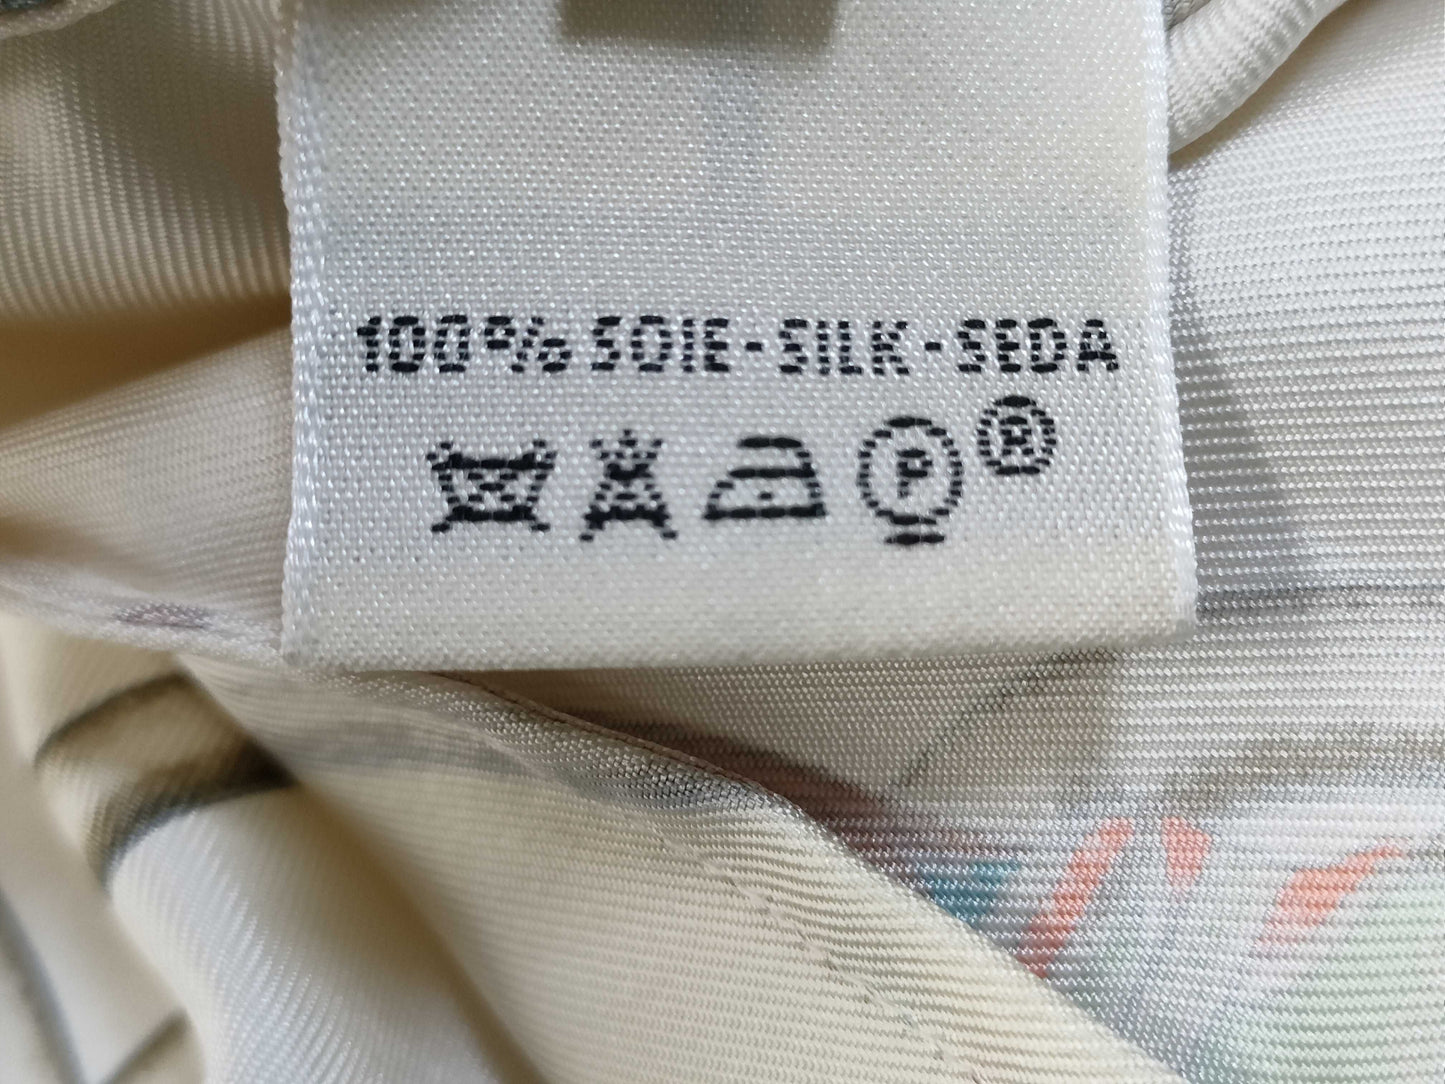 100% SOIE - SILK - SEDA
P ®